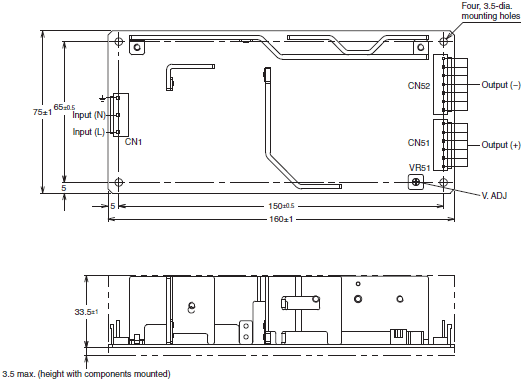 Four, 3.5-dia.
mounting holes
75±1
65±0.5
Input (N)
Input (L)
CN1
CN52
Output (−)
CN51
Output (+)
VR51
V. ADJ
5
5
150±0.5
160±1
33.5±1
3.5 max. (height with components mounted)